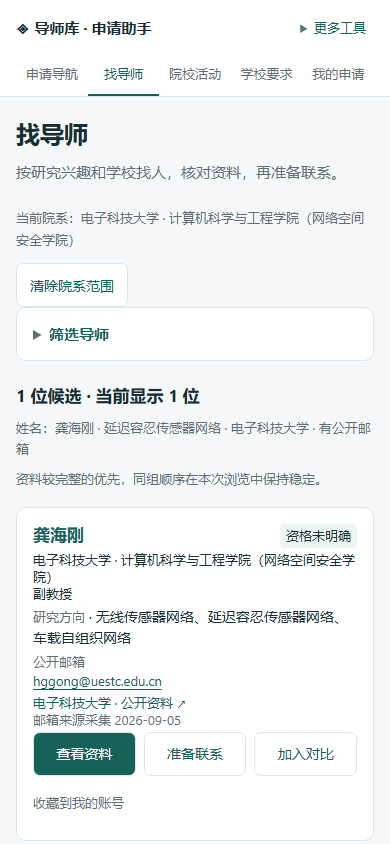 ◈ 导师库 · 申请助手
▶ 更多工具
申请导航 找导师 院校活动 学校要求 我的申请
找导师
按研究兴趣和学校找人，核对资料，再准备联系。
当前院系：电子科技大学 · 计算机科学与工程学院（网络空间
安全学院）
清除院系范围
▶ 筛选导师
1 位候选 · 当前显示 1 位
姓名：龚海刚 · 延迟容忍传感器网络 · 电子科技大学 · 有公开邮
箱
资料较完整的优先，同组顺序在本次浏览中保持稳定。
龚海刚
资格未明确
电子科技大学 · 计算机科学与工程学院（网络空间安全学
院）
副教授
研究方向 · 无线传感器网络、延迟容忍传感器网络、
车载自组织网络
公开邮箱
hggong@uestc.edu.cn
电子科技大学 · 公开资料 ↗
邮箱来源采集 2026-09-05
查看资料 准备联系 加入对比
收藏到我的账号